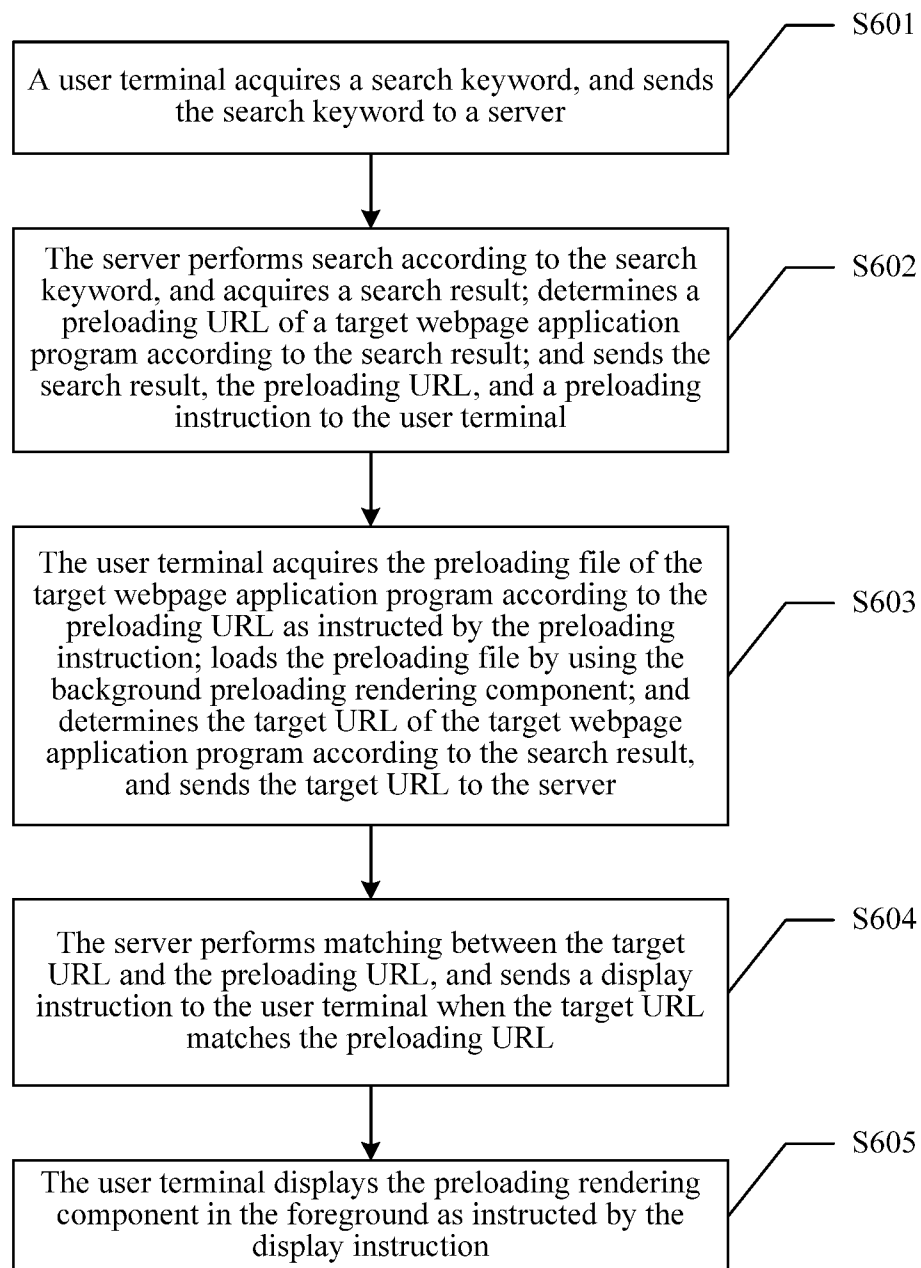 S601
A user terminal acquires a search keyword, and sends
the search keyword to a server
S602
The server performs search according to the search
keyword, and acquires a search result; determines a
preloading URL of a target webpage application
program according to the search result; and sends the
search result, the preloading URL, and a preloading
instruction to the user terminal
S603
The user terminal acquires the preloading file of the
target webpage application program according to the
preloading URL as instructed by the preloading
instruction; loads the preloading file by using the
background preloading rendering component; and
determines the target URL of the target webpage
application program according to the search result,
and sends the target URL to the server
S604
The server performs matching between the target
URL and the preloading URL, and sends a display
instruction to the user terminal when the target URL
matches the preloading URL
S605
The user terminal displays the preloading rendering
component in the foreground as instructed by the
display instruction